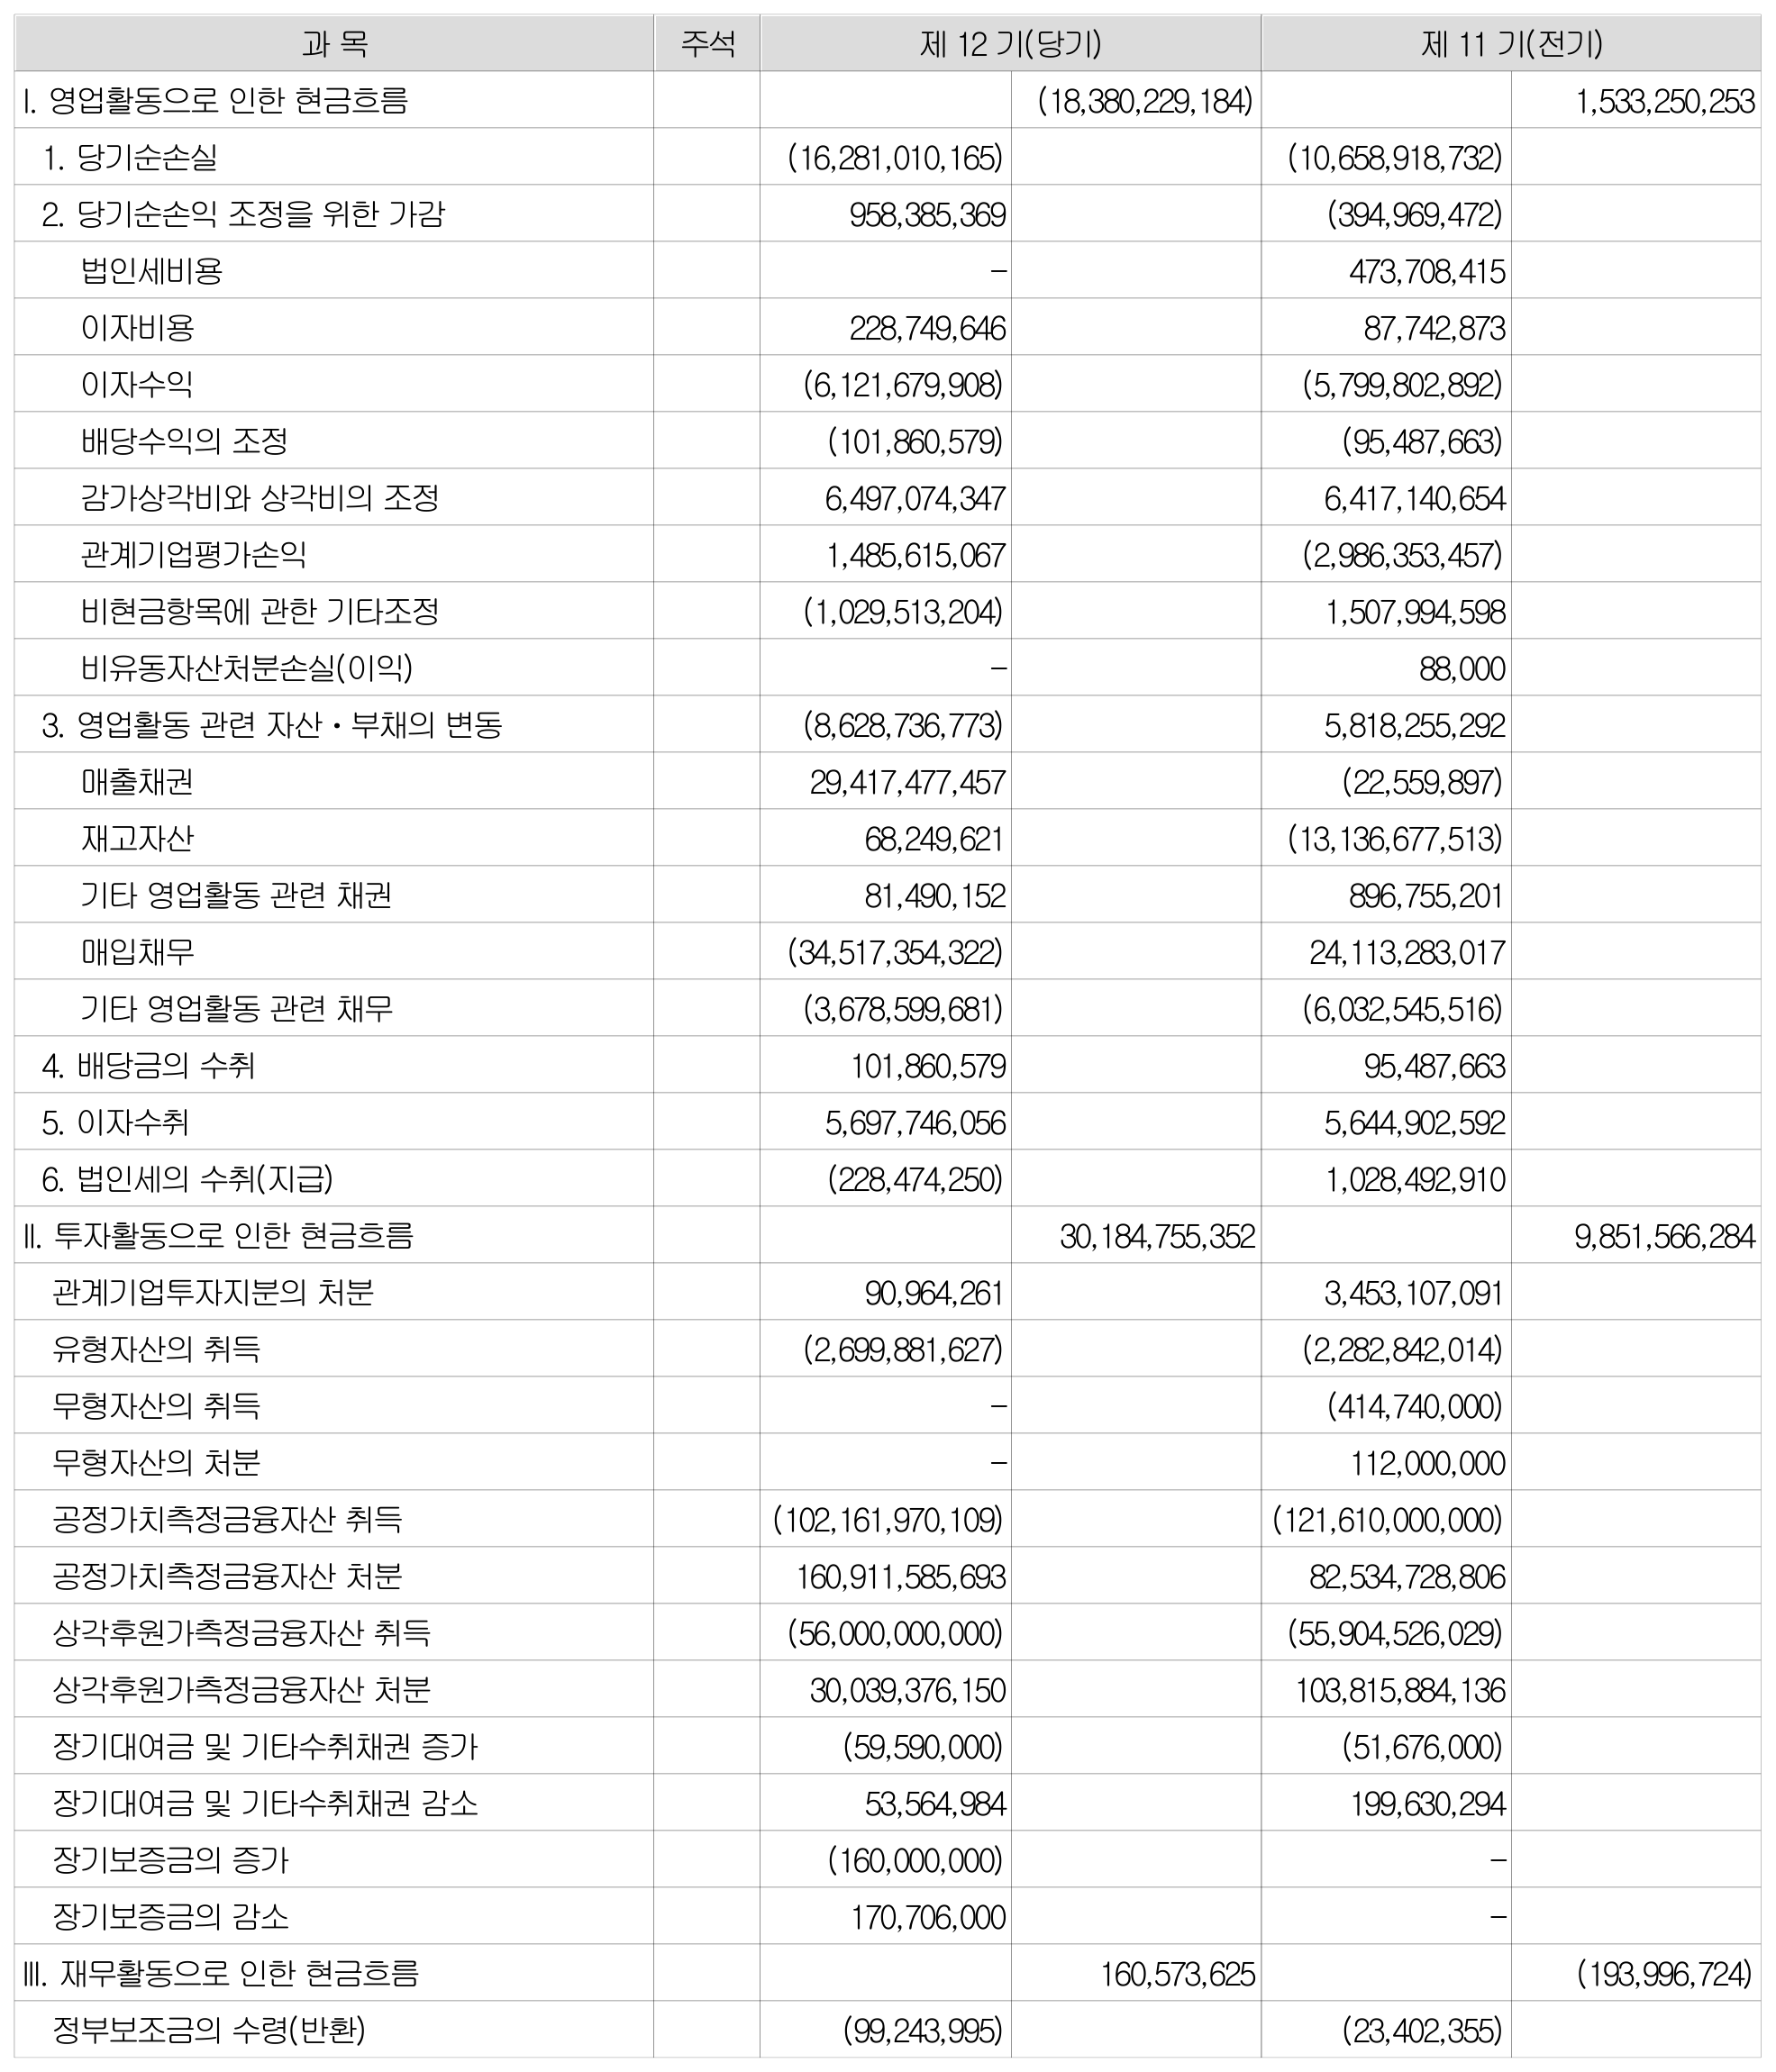 과 목 주석 제 12 기(당기) 제 11 기(전기)
Ⅰ. 영업활동으로 인한 현금흐름 (18,380,229,184) 1,533,250,253
1. 당기순손실 (16,281,010,165) (10,658,918,732)
2. 당기순손익 조정을 위한 가감 958,385,369 (394,969,472)
법인세비용 – 473,708,415
이자비용 228,749,646 87,742,873
이자수익 (6,121,679,908) (5,799,802,892)
배당수익의 조정 (101,860,579) (95,487,663)
감가상각비와 상각비의 조정 6,497,074,347 6,417,140,654
관계기업평가손익 1,485,615,067 (2,986,353,457)
비현금항목에 관한 기타조정 (1,029,513,204) 1,507,994,598
비유동자산처분손실(이익) – 88,000
3. 영업활동 관련 자산·부채의 변동 (8,628,736,773) 5,818,255,292
매출채권 29,417,477,457 (22,559,897)
재고자산 68,249,621 (13,136,677,513)
기타 영업활동 관련 채권 81,490,152 896,755,201
매입채무 (34,517,354,322) 24,113,283,017
기타 영업활동 관련 채무 (3,678,599,681) (6,032,545,516)
4. 배당금의 수취 101,860,579 95,487,663
5. 이자수취 5,697,746,056 5,644,902,592
6. 법인세의 수취(지급) (228,474,250) 1,028,492,910
Ⅱ. 투자활동으로 인한 현금흐름 30,184,755,352 9,851,566,284
관계기업투자지분의 처분 90,964,261 3,453,107,091
유형자산의 취득 (2,699,881,627) (2,282,842,014)
무형자산의 취득 – (414,740,000)
무형자산의 처분 – 112,000,000
공정가치측정금융자산 취득 (102,161,970,109) (121,610,000,000)
공정가치측정금융자산 처분 160,911,585,693 82,534,728,806
상각후원가측정금융자산 취득 (56,000,000,000) (55,904,526,029)
상각후원가측정금융자산 처분 30,039,376,150 103,815,884,136
장기대여금 및 기타수취채권 증가 (59,590,000) (51,676,000)
장기대여금 및 기타수취채권 감소 53,564,984 199,630,294
장기보증금의 증가 (160,000,000) –
장기보증금의 감소 170,706,000 –
Ⅲ. 재무활동으로 인한 현금흐름 160,573,625 (193,996,724)
정부보조금의 수령(반환) (99,243,995) (23,402,355)